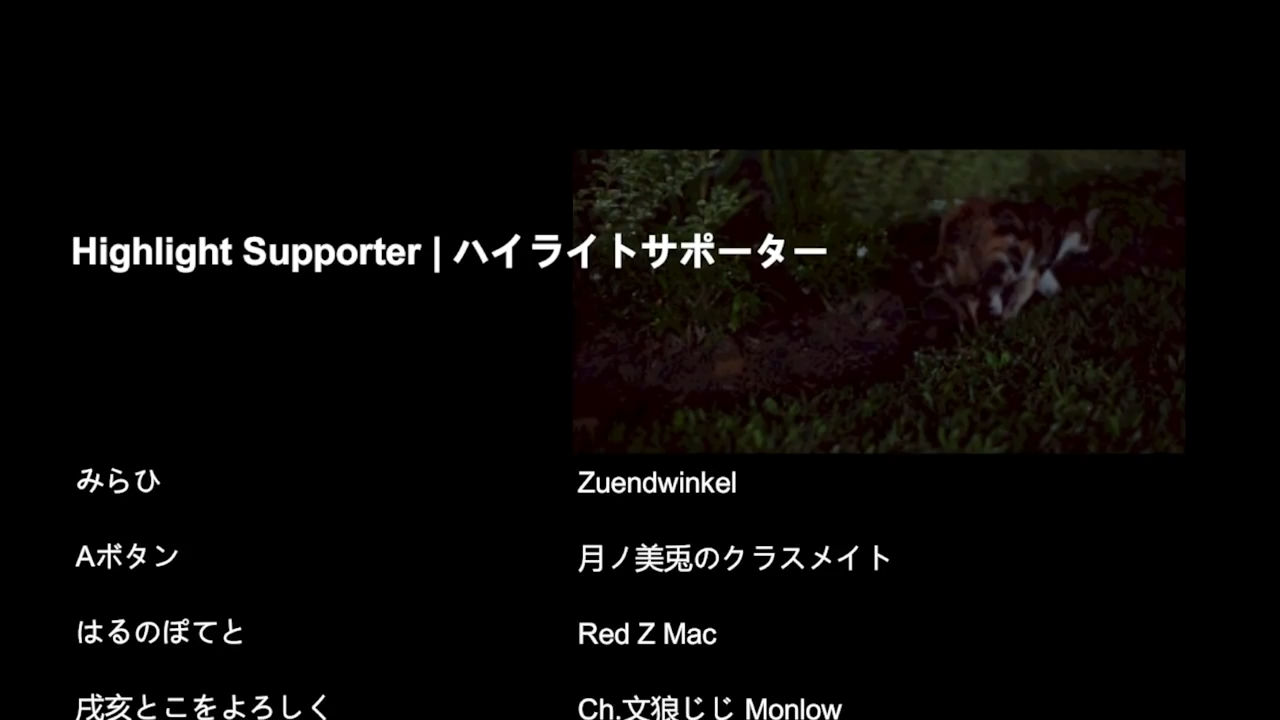 Highlight Supporter | ハイライトサポーター
みらひ
Zuendwinkel
Aボタン
月ノ美兎のクラスメイト
はるのぽてと
Red Z Mac
戌亥とこをよろしく
Ch.文狼じじ Monlow